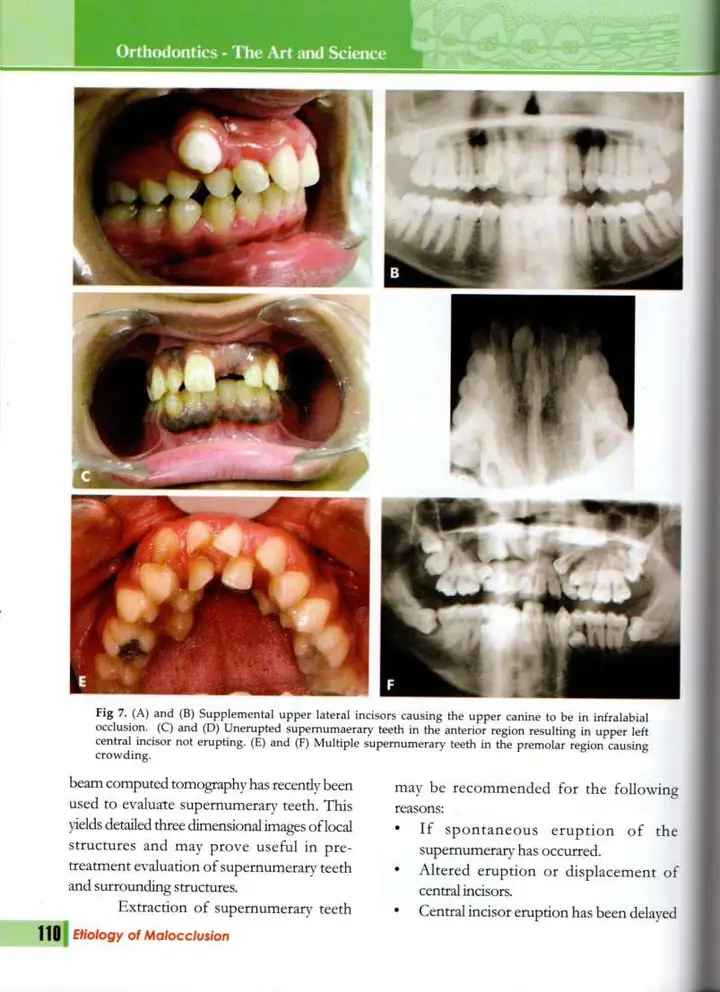 Orthodontics - The Art and Science
A
B
C
E
F
Fig 7. (A) and (B) Supplemental upper lateral incisors causing the upper canine to be in infralabial
occlusion. (C) and (D) Unerupted supernumaerary teeth in the anterior region resulting in upper left
central incisor not erupting. (E) and (F) Multiple supernumerary teeth in the premolar region causing
crowding.
beam computed tomography has recently been
used to evaluate supernumerary teeth. This
yields detailed three dimensional images of local
structures and may prove useful in pre-
treatment evaluation of supernumerary teeth
and surrounding structures.
Extraction of supernumerary teeth
may be recommended for the following
reasons:
• If spontaneous eruption of the
supernumerary has occurred.
• Altered eruption or displacement of
central incisors.
• Central incisor eruption has been delayed
110 Etiology of Malocclusion